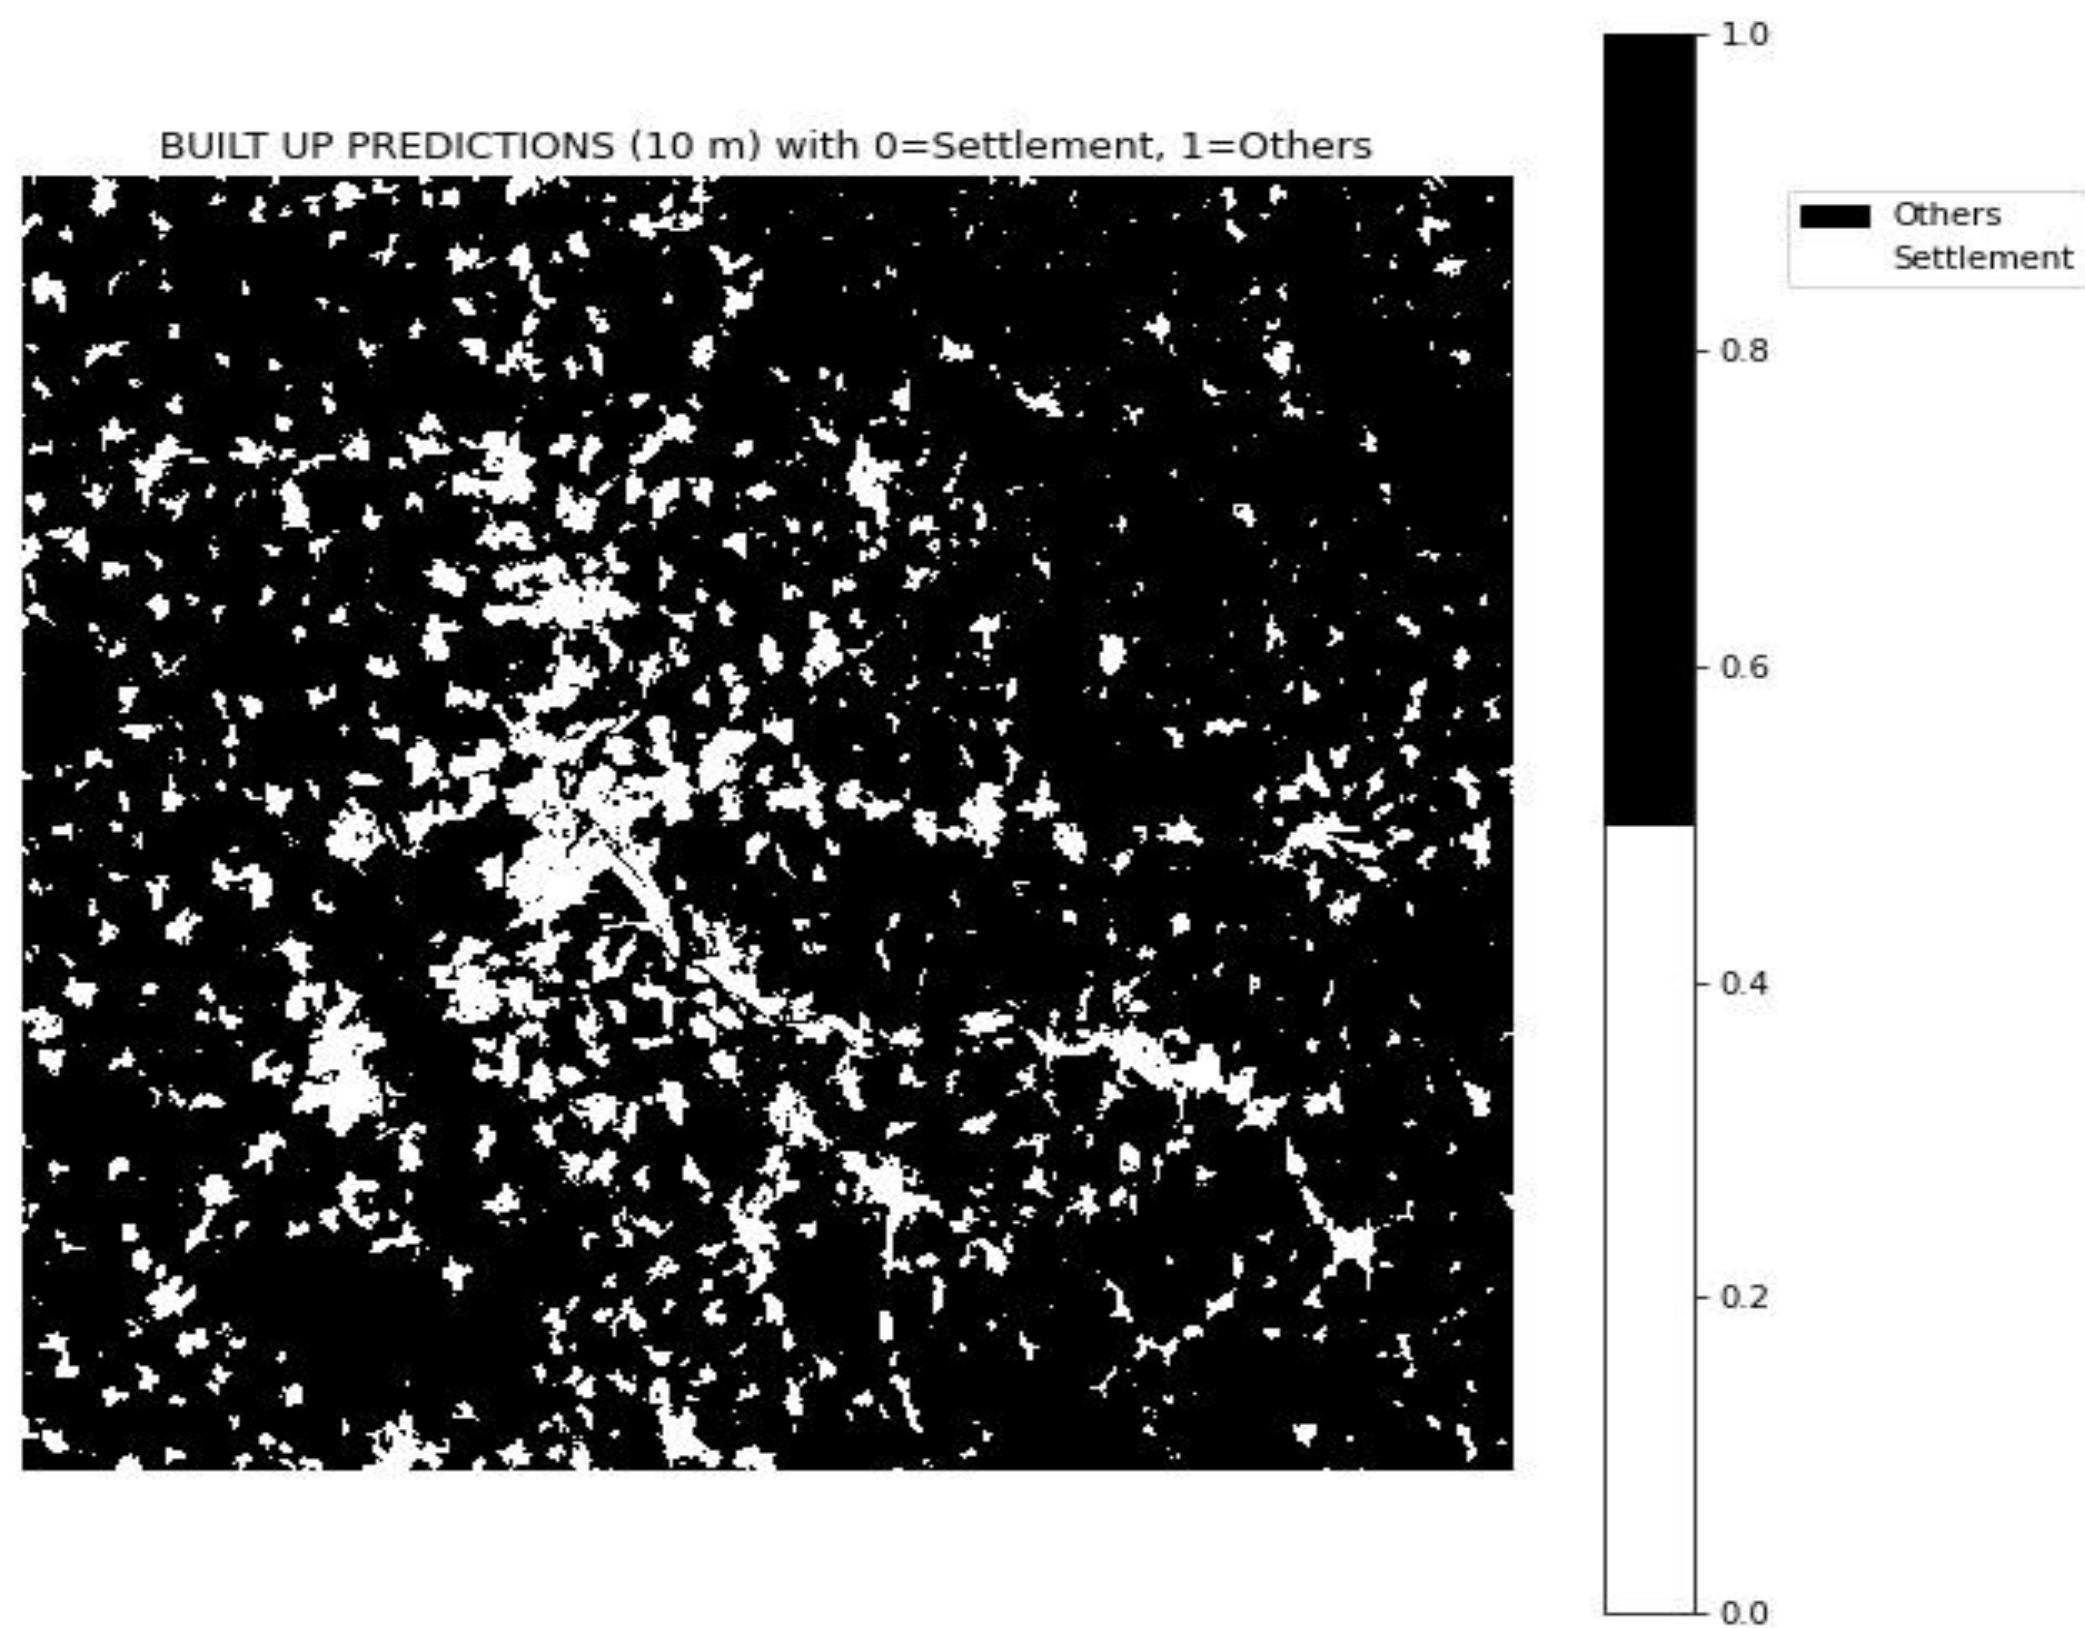 BUILT UP PREDICTIONS (10 m) with 0=Settlement, 1=Others
1.0
0.8
0.6
0.4
0.2
0.0
Others
Settlement